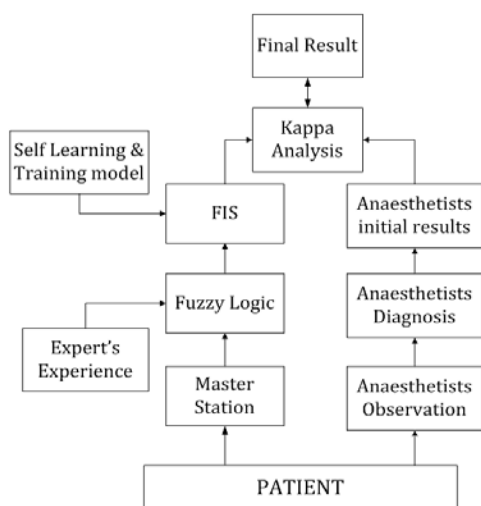 Final Result
Kappa
Analysis
Self Learning &
Training model
FIS
Anaesthetists
initial results
Fuzzy Logic
Anaesthetists
Diagnosis
Expert's
Experience
Master
Station
Anaesthetists
Observation
PATIENT